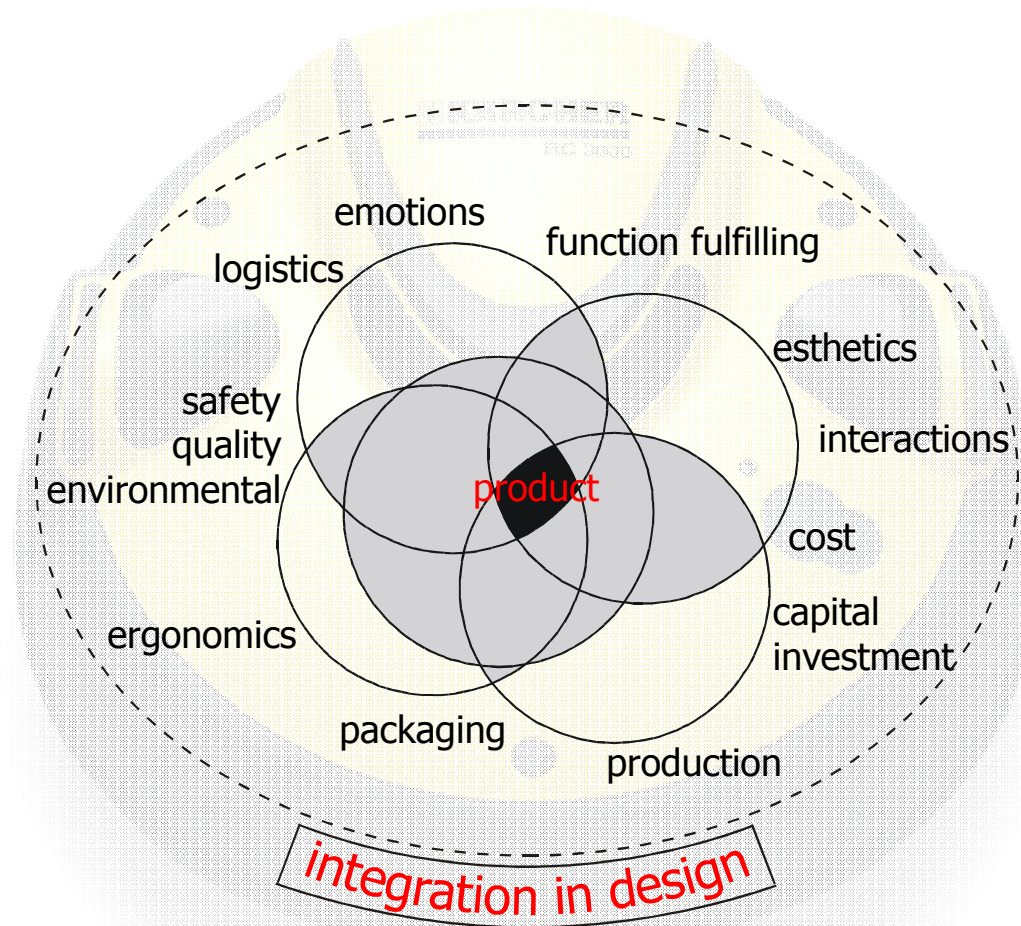 emotions
function fulfilling
logistics
esthetics
safety
quality
interactions
environmental
product
cost
capital
investment
ergonomics
packaging
production
integration in design